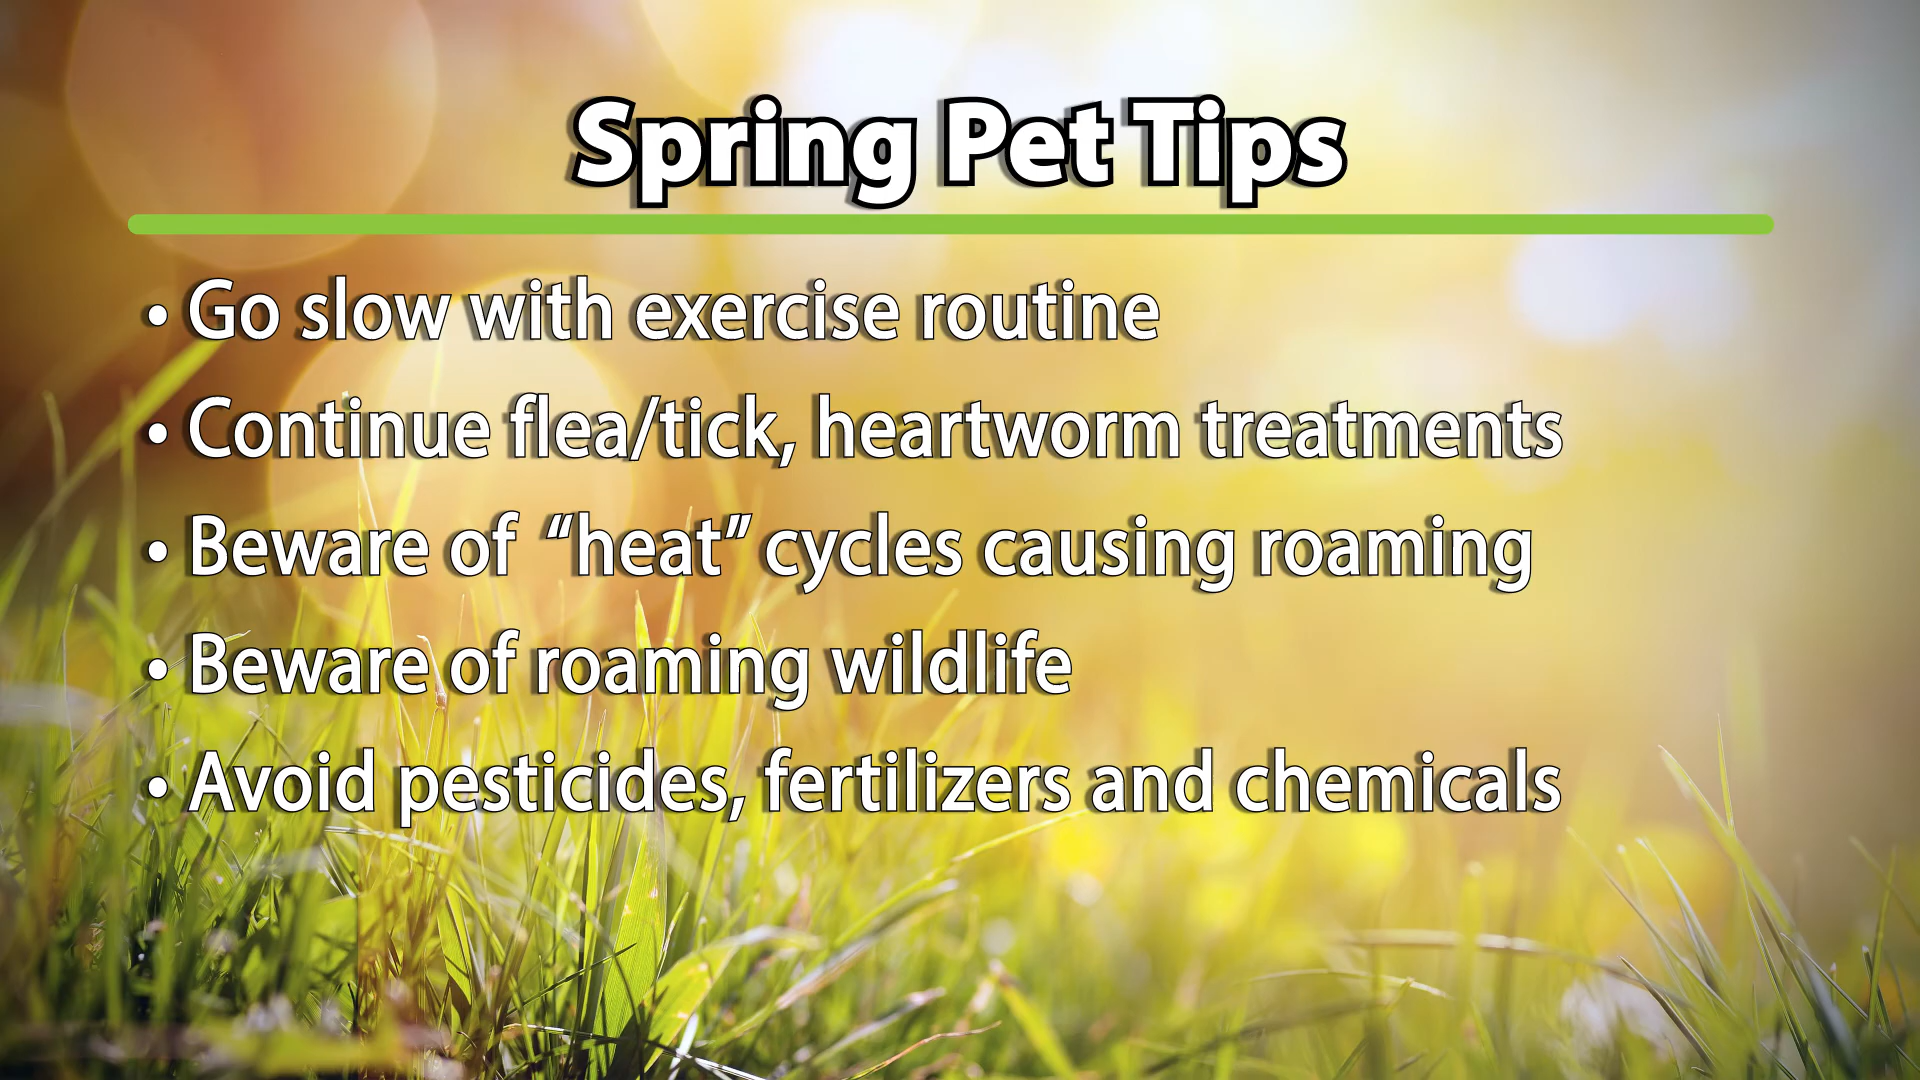 Spring Pet Tips
• Go slow with exercise routine
• Continue flea/tick, heartworm treatments
• Beware of “heat” cycles causing roaming
• Beware of roaming wildlife
• Avoid pesticides, fertilizers and chemicals